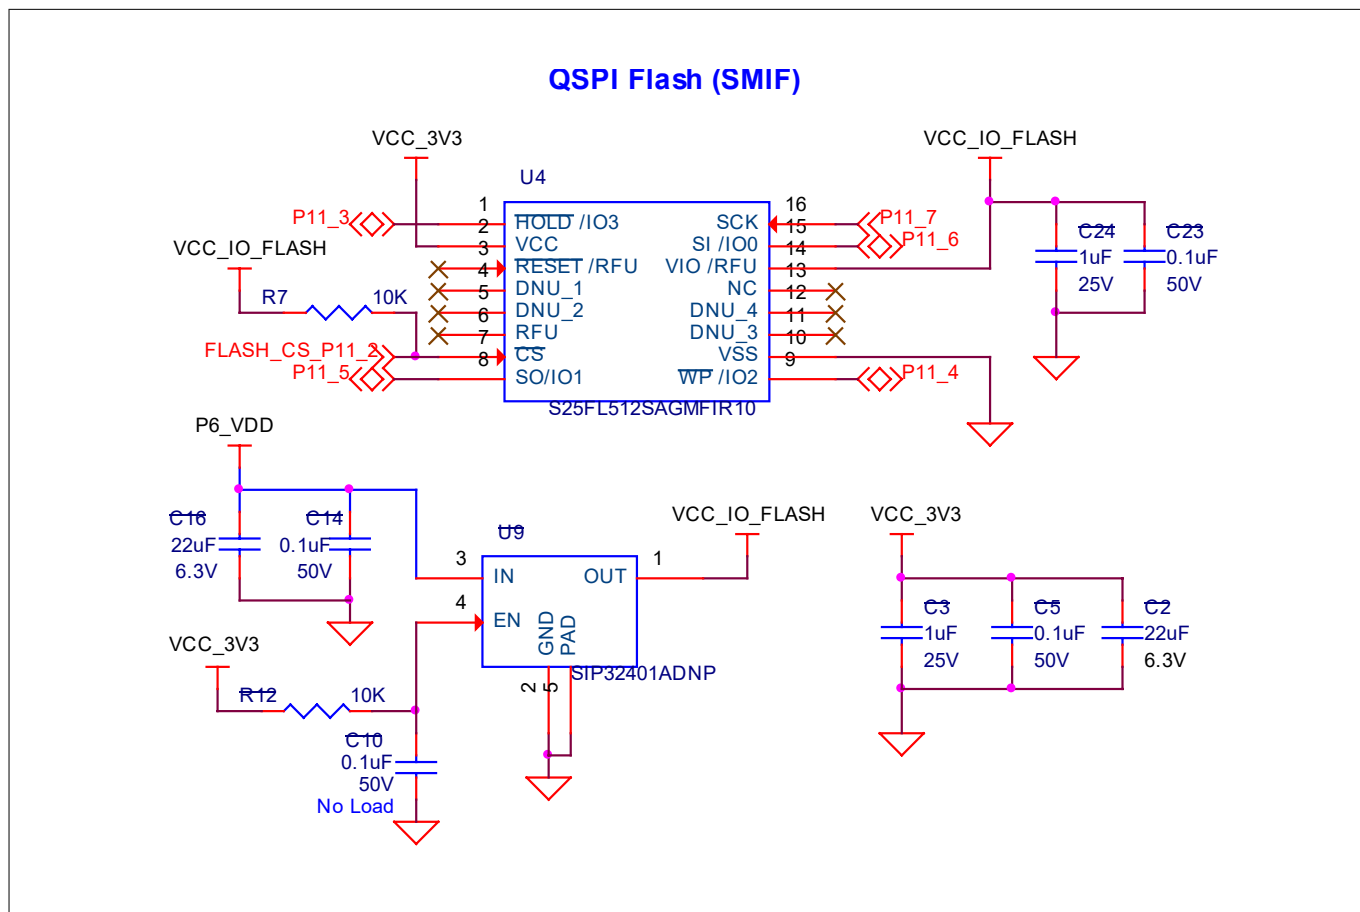 QSPI Flash (SMIF)
VCC_3V3
VCC_IO_FLASH
U4
1
16
P11_3
2
HOLD /IO3
SCK
15
P11_7
VCC_IO_FLASH
3
VCC
SI /IO0
14
P11_6
4
RESET /RFU
VIO /RFU
13
5
DNU_1
NC
12
6
DNU_2
DNU_4
11
7
RFU
DNU_3
10
8
CS
VSS
9
SO/IO1
WP /IO2
P11_4
R7
10K
FLASH_CS_P11_2
P11_5
S25FL512SAGMFIR10
C24
1uF
25V
C23
0.1uF
50V
P6_VDD
C16
22uF
6.3V
C14
0.1uF
50V
U9
3
IN
OUT
1
VCC_IO_FLASH
4
EN
GND
PAD
2
5
SIP32401ADNP
VCC_3V3
R12
10K
C10
0.1uF
50V
No Load
VCC_3V3
C3
1uF
25V
C5
0.1uF
50V
C2
22uF
6.3V